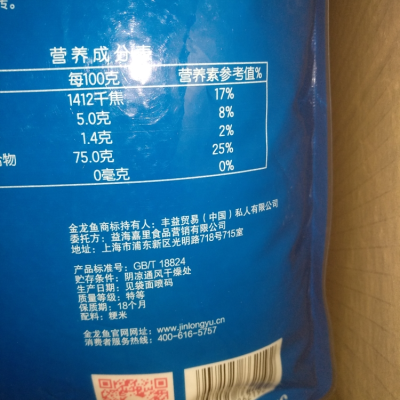 营养成分表
每100克 营养素参考值%
1412千焦 17%
5.0克 8%
1.4克 2%
合物 75.0克 25%
0毫克 0%
金龙鱼商标持有人：丰益贸易（中国）私人有限公司
委托方：益海嘉里食品营销有限公司
地址：上海市浦东新区光明路718号715室
产品标准号：GB/T 18824
贮存条件：阴凉通风干燥处
生产日期：见袋面喷码
质量等级：特等
保质期：18个月
配料：粳米
金龙鱼官网网址：www.jinlongyu.cn
消费者服务热线：400-616-5757